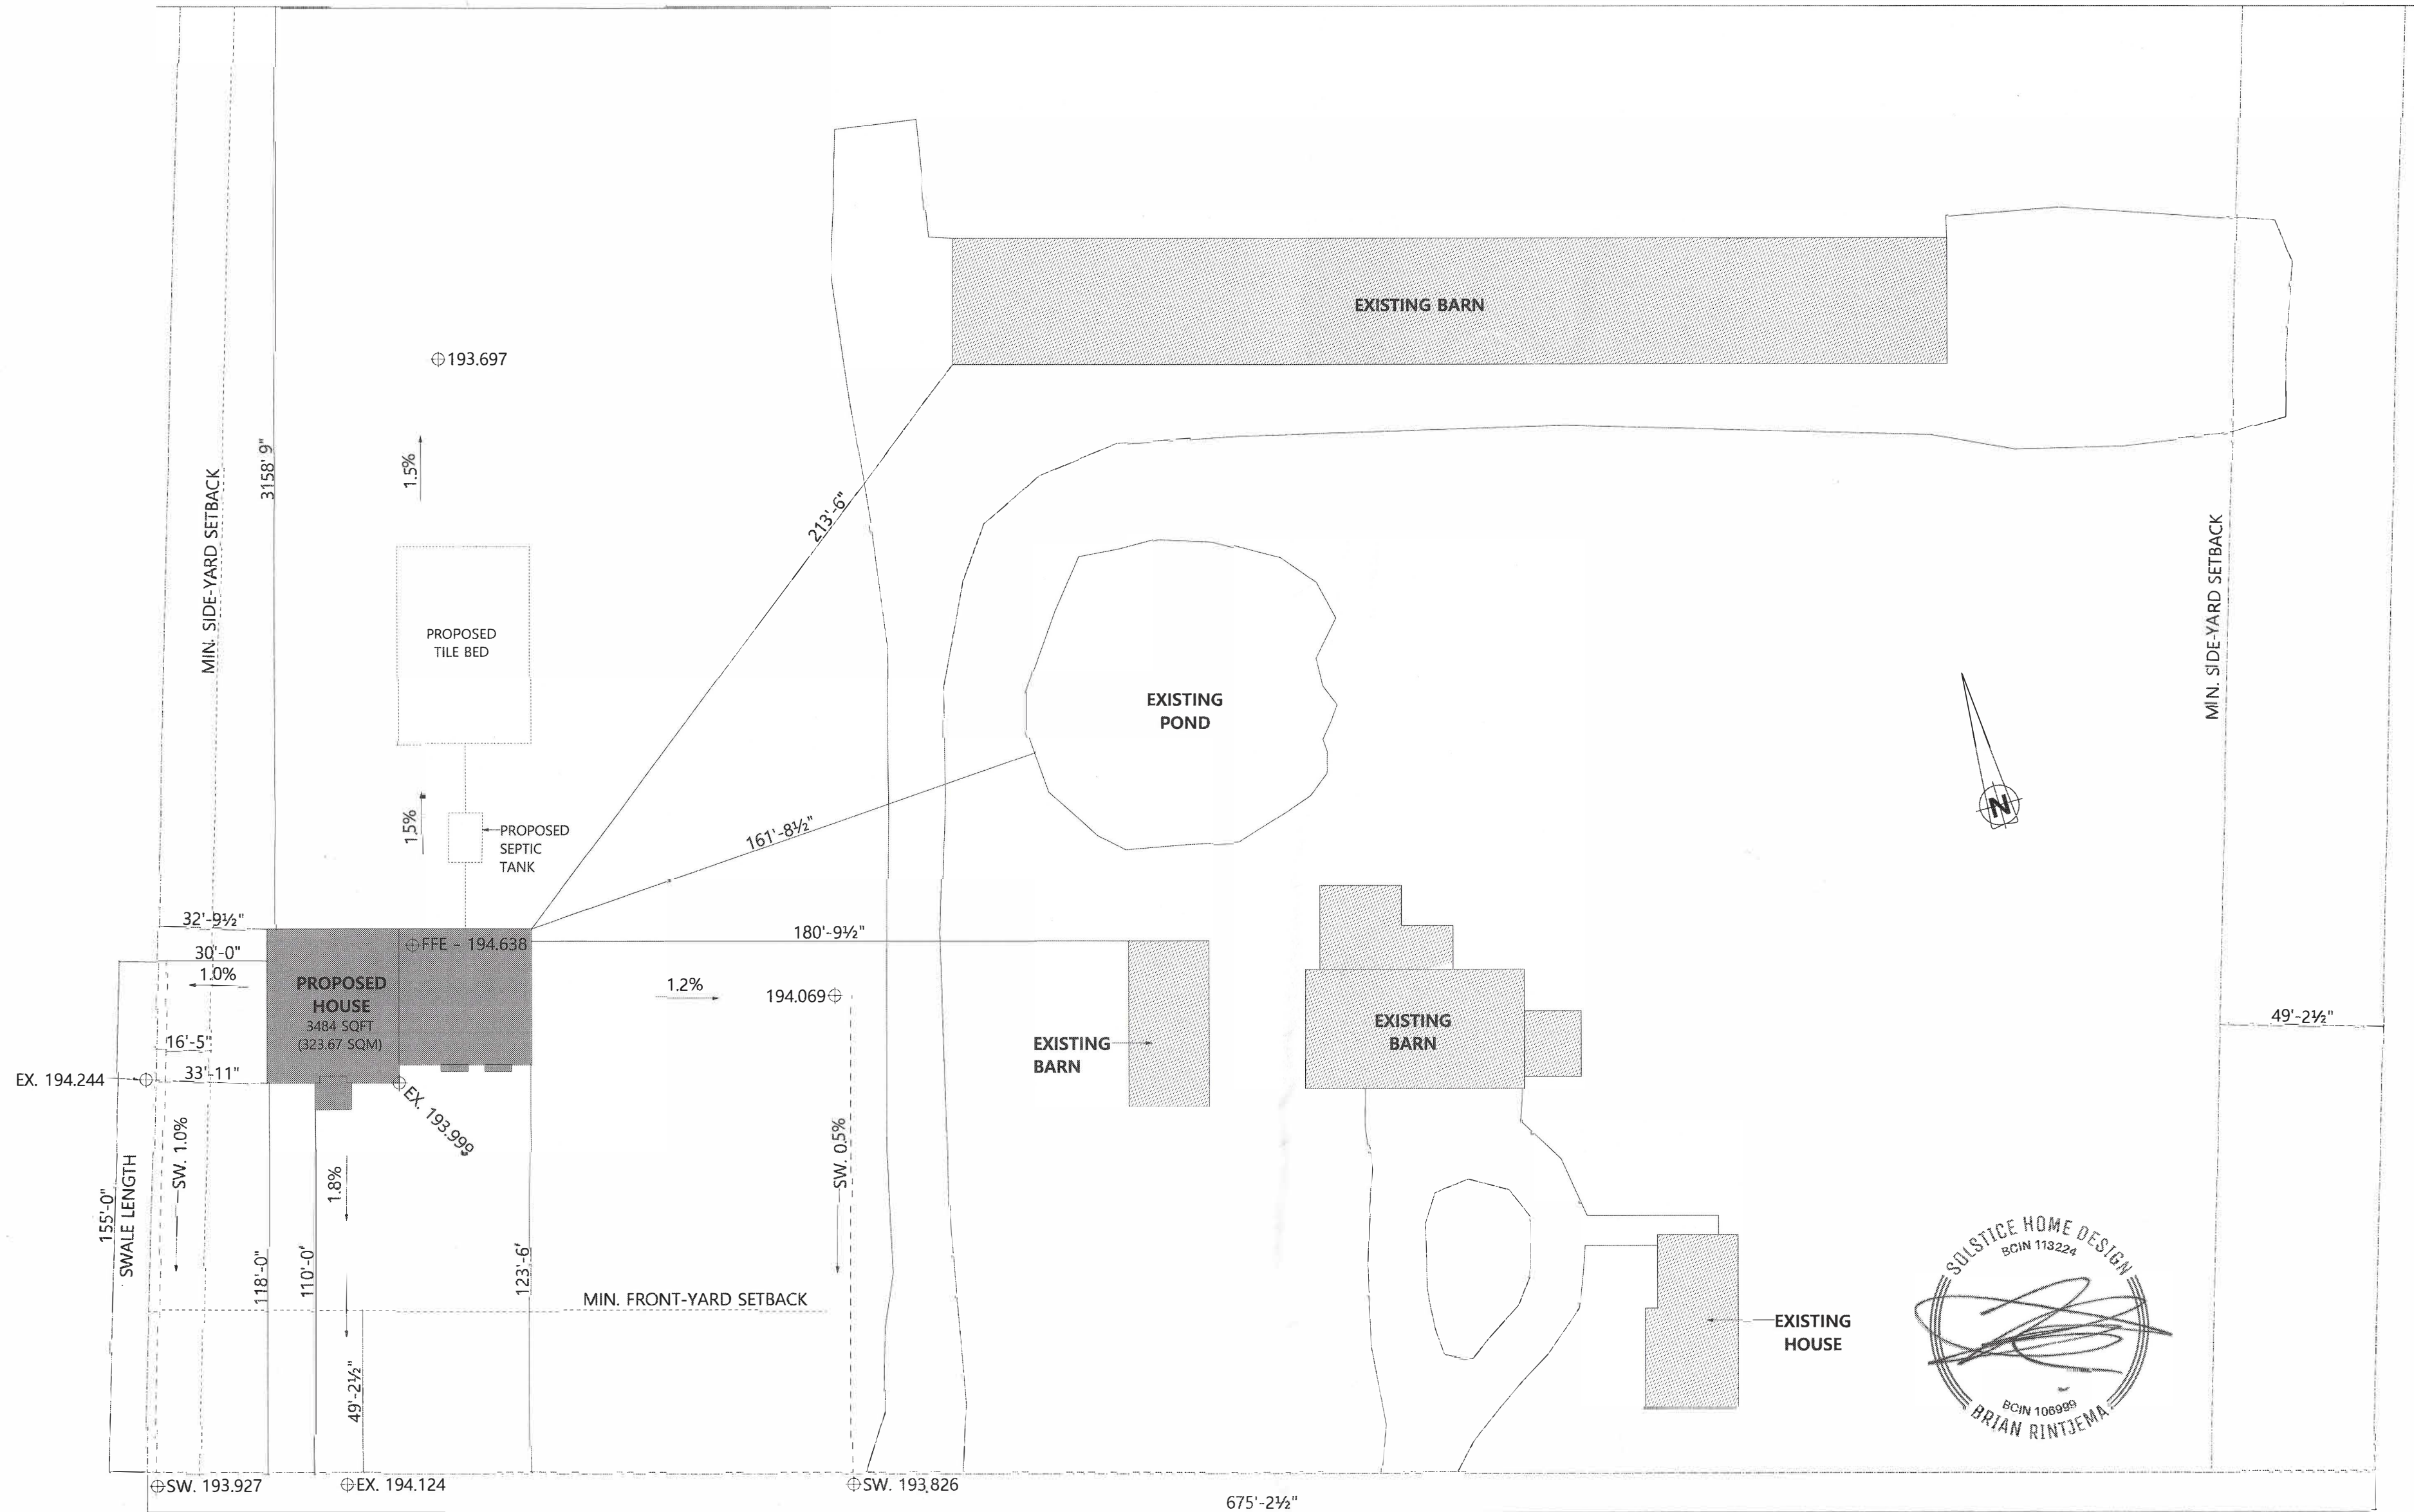 EXISTING BARN
193.697
3158' 9"
1.5%
MIN. SIDE-YARD SETBACK
213'-6"
MIN. SIDE-YARD SETBACK
PROPOSED
TILE BED
EXISTING
POND
N
1.5%
PROPOSED
SEPTIC
TANK
161'-8½"
32'-9½"
FFE - 194.638
180'-9½"
30'-0"
1.0%
PROPOSED
HOUSE
3484 SQFT
(323.67 SQM)
1.2%
194.069
EXISTING
BARN
EXISTING
BARN
49'-2½"
16'-5"
33'-11"
EX. 194.244
EX. 193.999
SW. 1.0%
1.8%
SW. 0.5%
155'-0"
SWALE LENGTH
118'-0"
110'-0"
123'-6"
MIN. FRONT-YARD SETBACK
49'-2½"
EXISTING
HOUSE
SOLSTICE HOME DESIGN
BCIN 113224
BCIN 106999
BRIAN RINTJEMA
SW. 193.927
EX. 194.124
SW. 193.826
675'-2½"